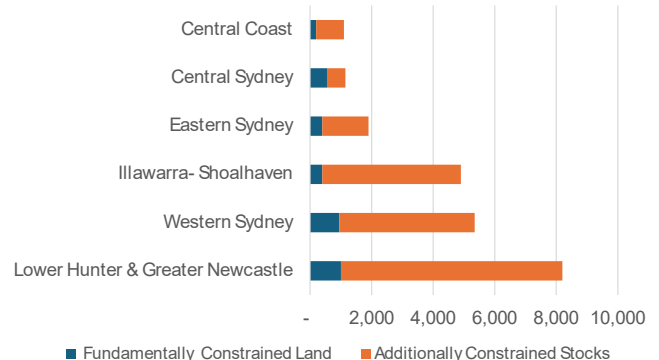 Central Coast
Central Sydney
Eastern Sydney
Illawarra- Shoalhaven
Western Sydney
Lower Hunter & Greater Newcastle
- 2,000 4,000 6,000 8,000 10,000
Fundamentally Constrained Land Additionally Constrained Stocks